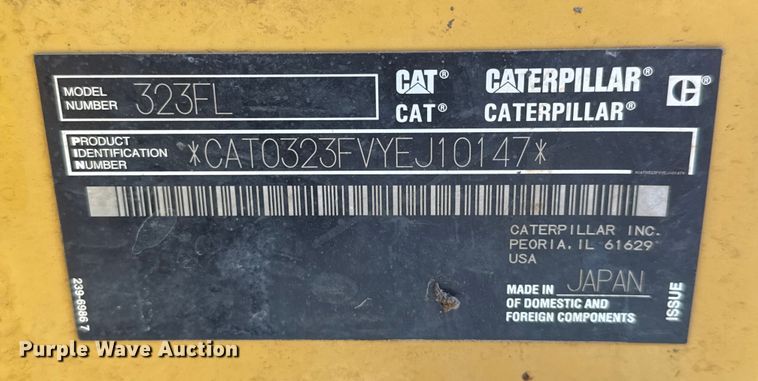 MODEL NUMBER 323FL
CAT® CATERPILLAR® C®
CAT® CATERPILLAR®
PRODUCT IDENTIFICATION NUMBER *CAT0323FVYEJ10147*
CATERPILLAR INC.
PEORIA, IL 61629
USA
MADE IN JAPAN
OF DOMESTIC AND
FOREIGN COMPONENTS
ISSUE
239-6986 7
Purple Wave Auction